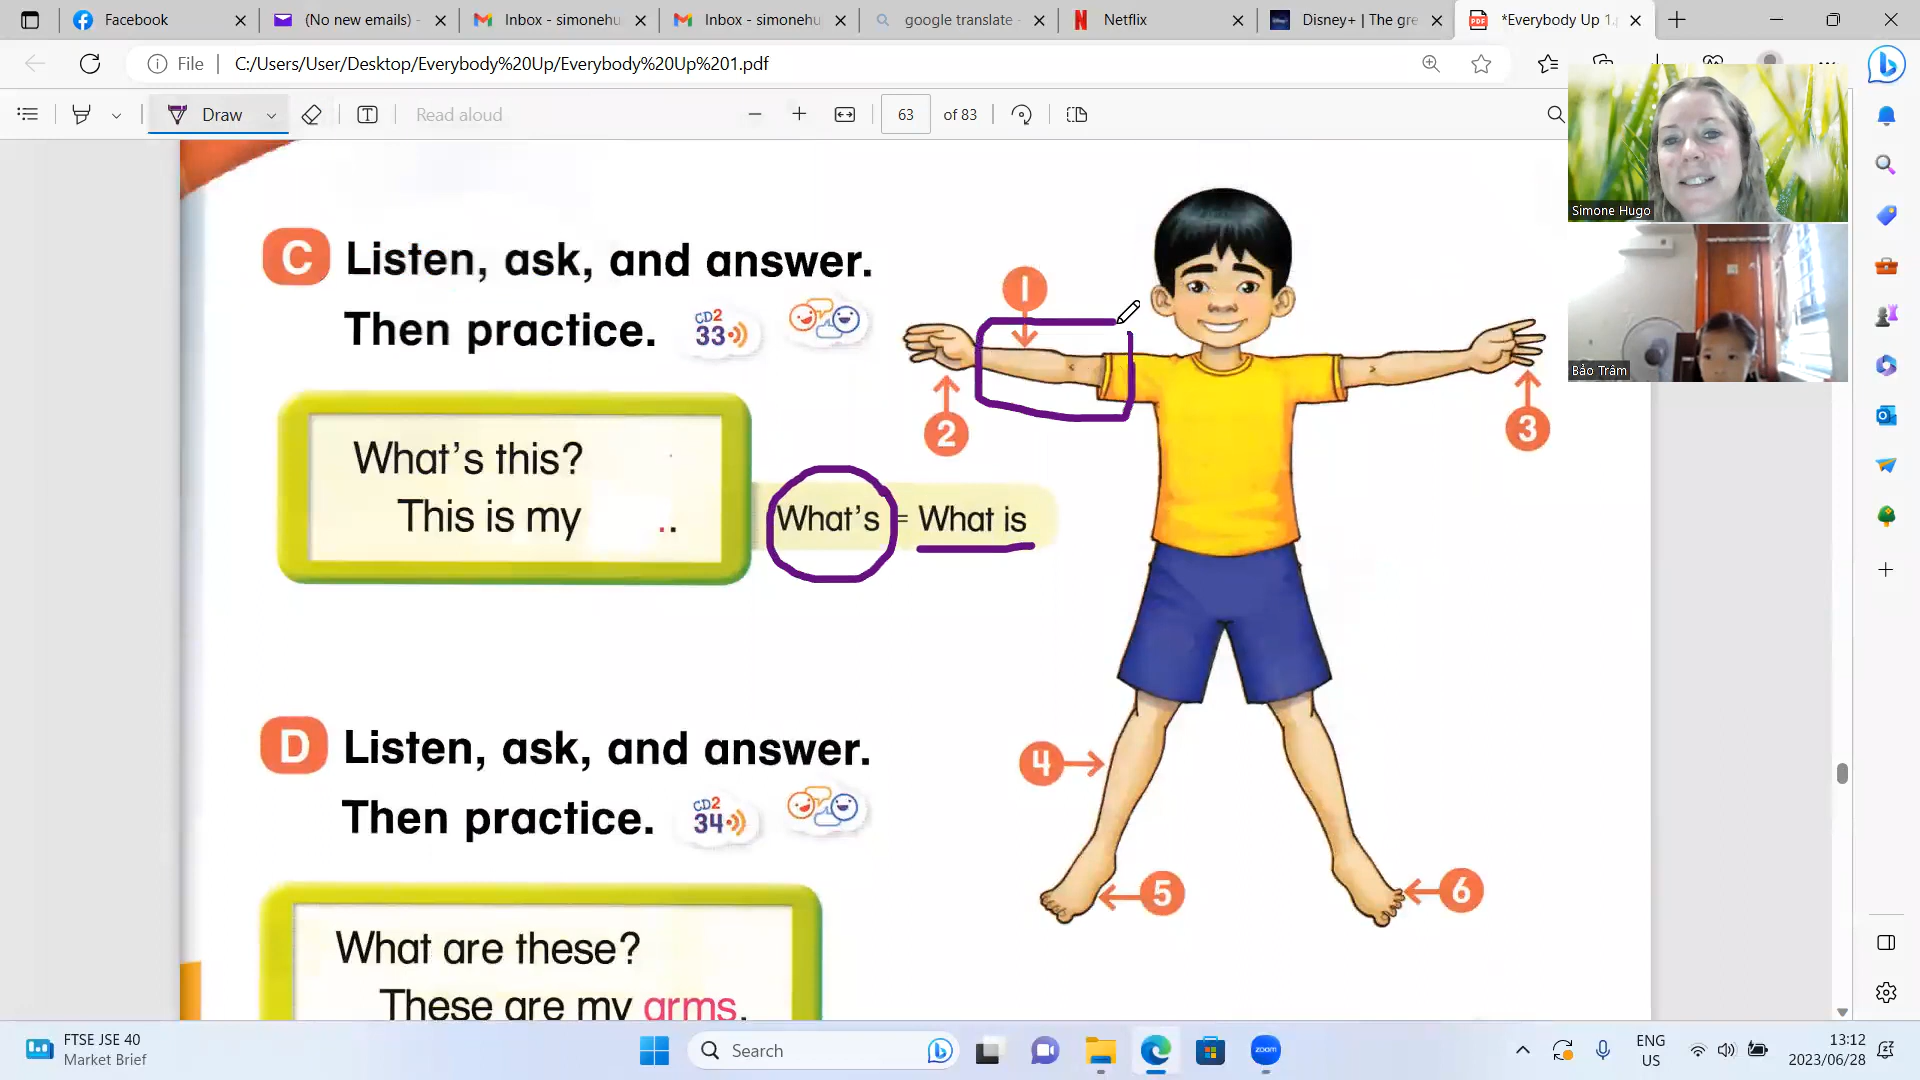 Facebook
(No new emails) -
Inbox - simonehu
Inbox - simonehu
google translate -
Netflix
Disney+ | The gre
*Everybody Up 1.p
File
C:/Users/User/Desktop/Everybody%20Up/Everybody%20Up%201.pdf
Draw
Read aloud
63 of 83
Simone Hugo
Bảo Trâm
C Listen, ask, and answer.
Then practice. CD2 33
What's this?
This is my ..
What's = What is
1
2
3
4
5
6
D Listen, ask, and answer.
Then practice. CD2 34
What are these?
These are my arms.
FTSE JSE 40
Market Brief
Search
zoom
ENG
US
13:12
2023/06/28